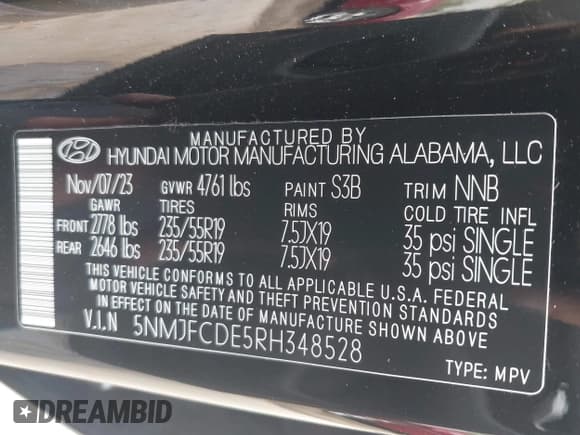 MANUFACTURED BY
HYUNDAI MOTOR MANUFACTURING ALABAMA, LLC
Nov/07/23 GVWR 4761 lbs PAINT S3B TRIM NNB
GAWR TIRES RIMS COLD TIRE INFL
FRONT 2778 lbs 235/55R19 7.5JX19 35 psi SINGLE
REAR 2646 lbs 235/55R19 7.5JX19 35 psi SINGLE
THIS VEHICLE CONFORMS TO ALL APPLICABLE U.S.A. FEDERAL
MOTOR VEHICLE SAFETY AND THEFT PREVENTION STANDARDS
IN EFFECT ON THE DATE OF MANUFACTURE SHOWN ABOVE.
V.I.N 5NMJFCDE5RH348528
TYPE: MPV
DREAMBID